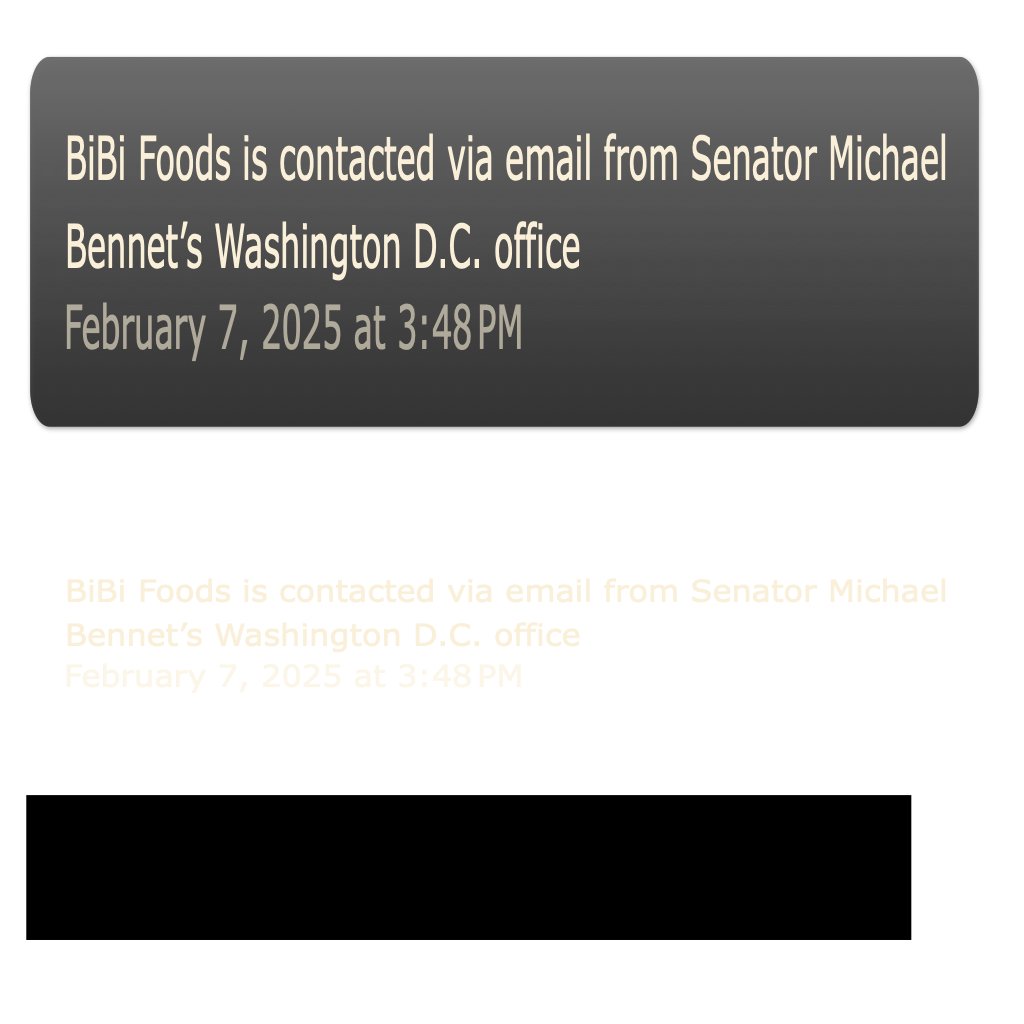 BiBi Foods is contacted via email from Senator Michael
Bennet’s Washington D.C. office
February 7, 2025 at 3:48 PM
BiBi Foods is contacted via email from Senator Michael
Bennet’s Washington D.C. office
February 7, 2025 at 3:48 PM